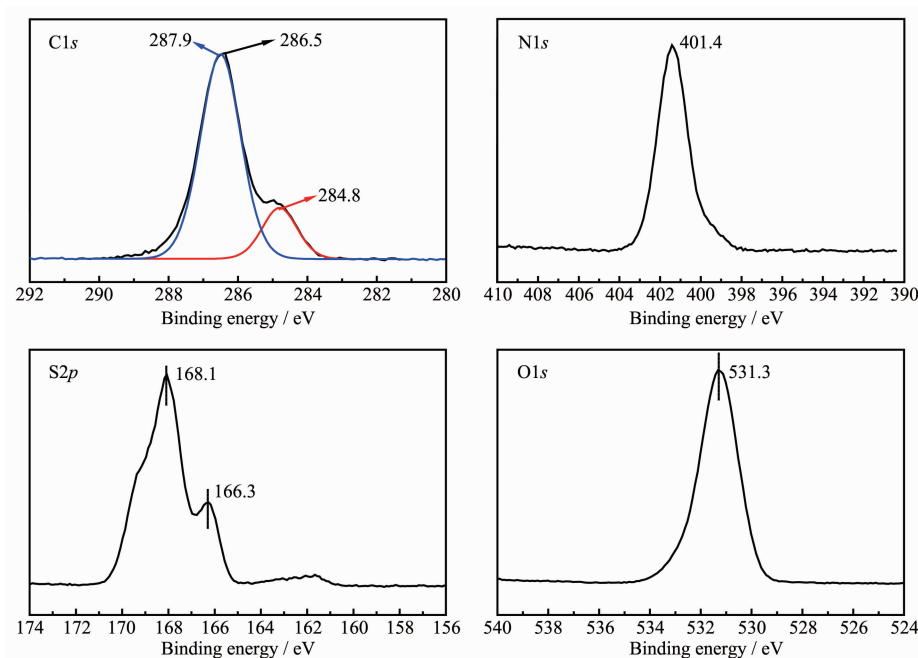 C1s
287.9
286.5
284.8
292 290 288 286 284 282 280
Binding energy / eV
N1s
401.4
410 408 406 404 402 400 398 396 394 392 390
Binding energy / eV
S2p
168.1
166.3
174 172 170 168 166 164 162 160 158 156
Binding energy / eV
O1s
531.3
540 538 536 534 532 530 528 526 524
Binding energy / eV